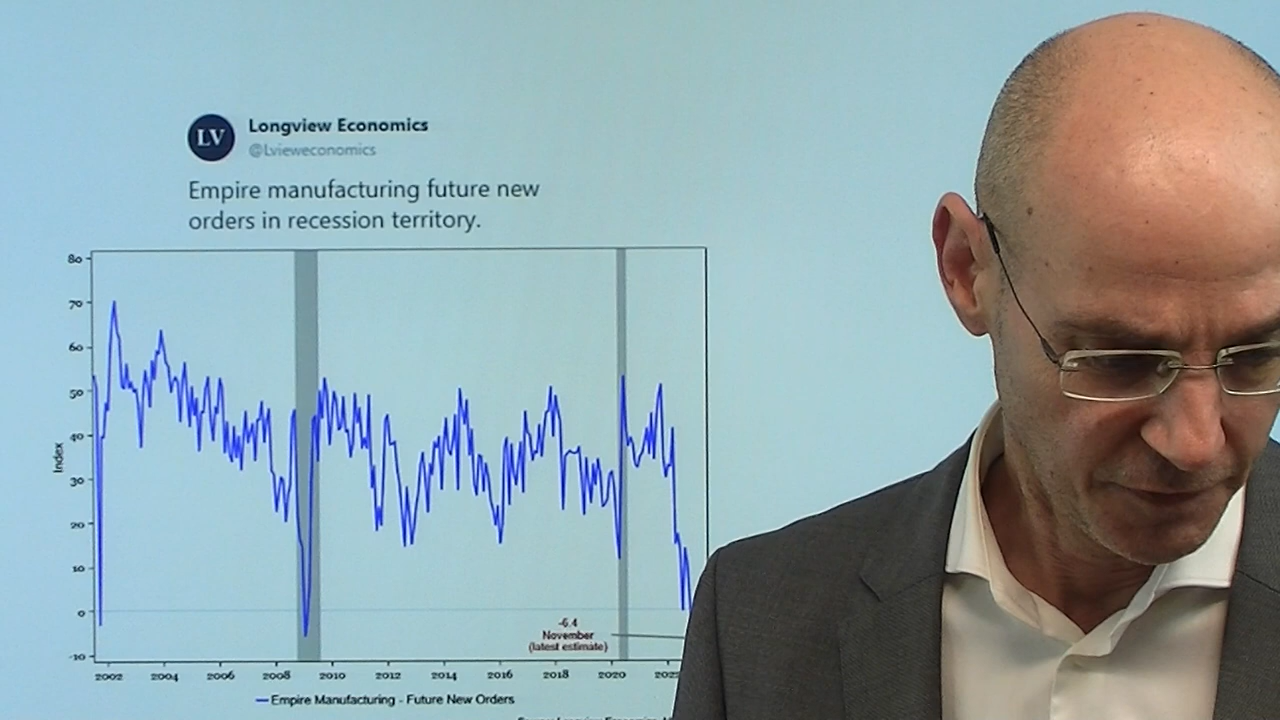 LV
Longview Economics
@Lvieweconomics
Empire manufacturing future new
orders in recession territory.
80
70
60
50
40
30
20
10
0
-10
Index
-6.4
November
(latest estimate)
2002 2004 2006 2008 2010 2012 2014 2016 2018 2020
Empire Manufacturing - Future New Orders